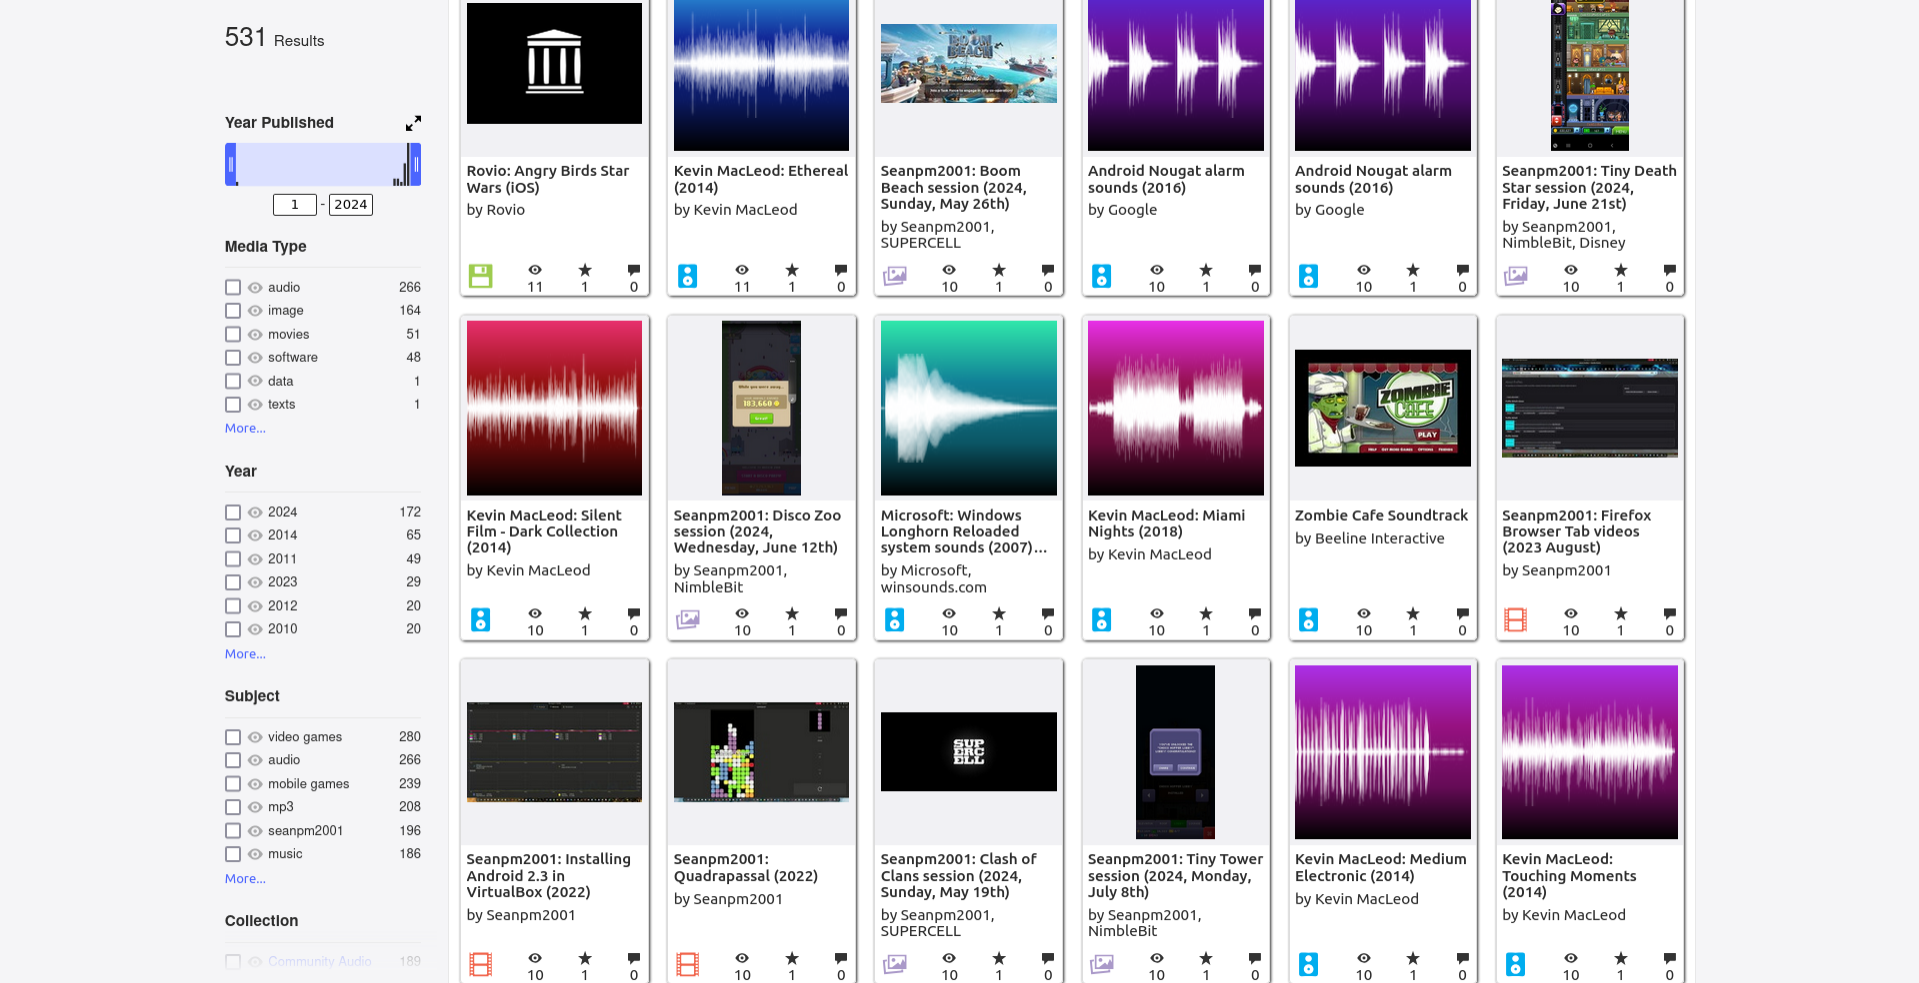 531 Results
Year Published
1 - 2024
Media Type
audio 266
image 164
movies 51
software 48
data 1
texts 1
More...
Year
2024 172
2014 65
2011 49
2023 29
2012 20
2010 20
More...
Subject
video games 280
audio 266
mobile games 239
mp3 208
seanpm2001 196
music 186
More...
Collection
Community Audio 189
Rovio: Angry Birds Star
Wars (iOS)
by Rovio
11 1 0
Kevin MacLeod: Ethereal
(2014)
by Kevin MacLeod
11 1 0
BOOM
BEACH
Seanpm2001: Boom
Beach session (2024,
Sunday, May 26th)
by Seanpm2001,
SUPERCELL
10 1 0
Android Nougat alarm
sounds (2016)
by Google
10 1 0
Android Nougat alarm
sounds (2016)
by Google
10 1 0
Seanpm2001: Tiny Death
Star session (2024,
Friday, June 21st)
by Seanpm2001,
NimbleBit, Disney
10 1 0
Kevin MacLeod: Silent
Film - Dark Collection
(2014)
by Kevin MacLeod
10 1 0
While you were away...
183,660
Seanpm2001: Disco Zoo
session (2024,
Wednesday, June 12th)
by Seanpm2001,
NimbleBit
10 1 0
Microsoft: Windows
Longhorn Reloaded
system sounds (2007)...
by Microsoft,
winsounds.com
10 1 0
Kevin MacLeod: Miami
Nights (2018)
by Kevin MacLeod
10 1 0
ZOMBIE
CAFE
PLAY
Zombie Cafe Soundtrack
by Beeline Interactive
10 1 0
Seanpm2001: Firefox
Browser Tab videos
(2023 August)
by Seanpm2001
10 1 0
Seanpm2001: Installing
Android 2.3 in
VirtualBox (2022)
by Seanpm2001
10 1 0
Seanpm2001:
Quadrapassal (2022)
by Seanpm2001
10 1 0
SUP
ERC
ELL
Seanpm2001: Clash of
Clans session (2024,
Sunday, May 19th)
by Seanpm2001,
SUPERCELL
10 1 0
Seanpm2001: Tiny Tower
session (2024, Monday,
July 8th)
by Seanpm2001,
NimbleBit
10 1 0
Kevin MacLeod: Medium
Electronic (2014)
by Kevin MacLeod
10 1 0
Kevin MacLeod:
Touching Moments
(2014)
by Kevin MacLeod
10 1 0